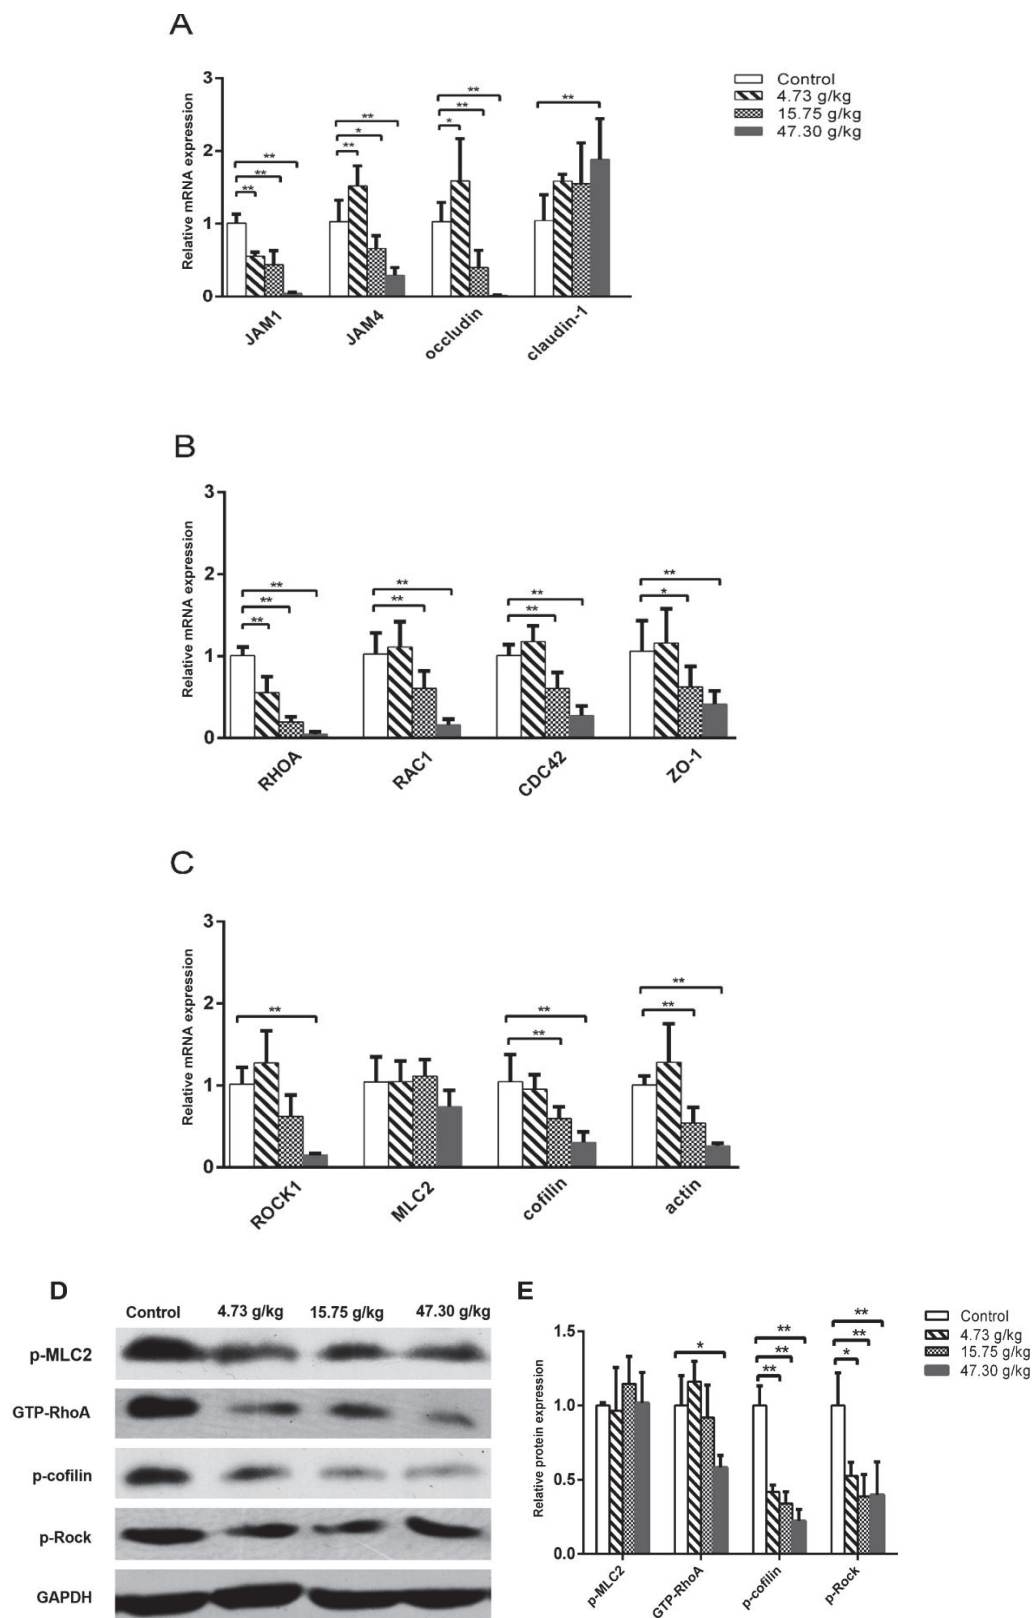 A
Control
4.73 g/kg
15.75 g/kg
47.30 g/kg
Relative mRNA expression
3
2
1
0
** ** **
** * **
** ** *
**
JAM1 JAM4 occludin claudin-1
B
Relative mRNA expression
3
2
1
0
** ** **
** **
** **
** *
RHOA RAC1 CDC42 ZO-1
C
Relative mRNA expression
3
2
1
0
**
** **
** **
ROCK1 MLC2 cofilin actin
D
Control 4.73 g/kg 15.75 g/kg 47.30 g/kg
p-MLC2
GTP-RhoA
p-cofilin
p-Rock
GAPDH
E
Control
4.73 g/kg
15.75 g/kg
47.30 g/kg
Relative protein expression
1.5
1.0
0.5
0.0
*
** ** **
** ** *
p-MLC2 GTP-RhoA p-cofilin p-Rock